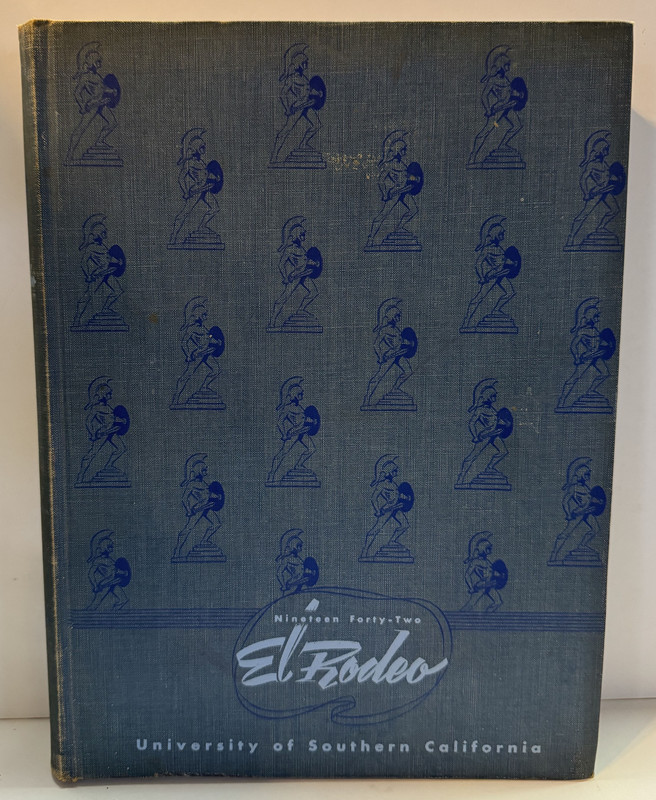 Nineteen Forty-Two
El Rodeo
University of Southern California